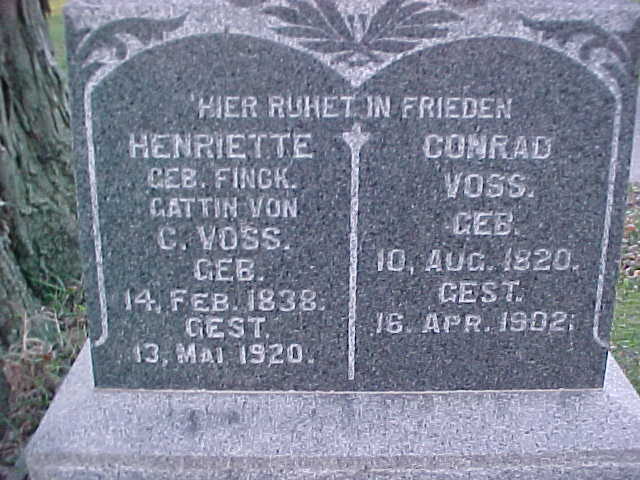 HIER RUHET IN FRIEDEN
HENRIETTE
GEB. FINCK.
GATTIN VON
C. VOSS.
GEB.
14, FEB. 1838.
GEST.
13, MAI 1920.
CONRAD
VOSS.
GEB.
10, AUG. 1820.
GEST.
16. APR. 1902.